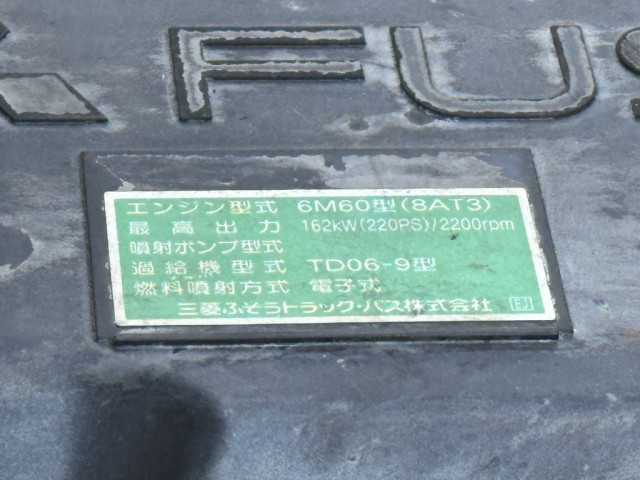 FUS
エンジン型式 6M60型(8AT3)
最高出力 162kW(220PS)/2200rpm
噴射ポンプ型式
過給機型式 TD06-9型
燃料噴射方式 電子式
三菱ふそうトラック・バス株式会社